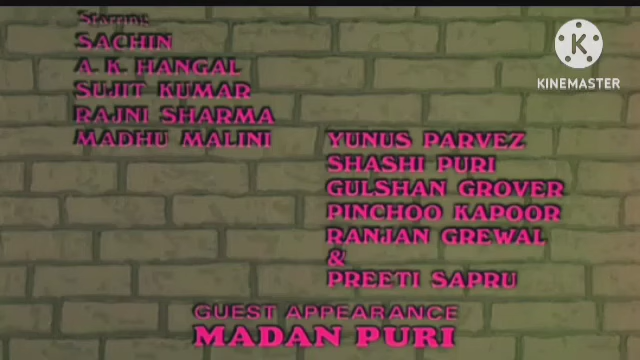 Starring
SACHIN
A. K. HANGAL
SUJIT KUMAR
RAJNI SHARMA
MADHU MALINI
YUNUS PARVEZ
SHASHI PURI
GULSHAN GROVER
PINCHOO KAPOOR
RANJAN GREWAL
&
PREETI SAPRU
GUEST APPEARANCE
MADAN PURI
K
KINEMASTER